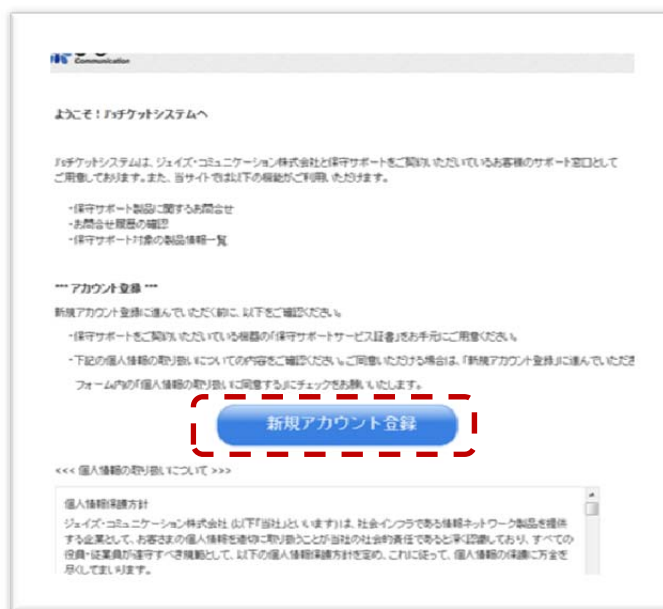 Communication
ようこそ！J'sチケットシステムへ
J'sチケットシステムは、ジェイズ・コミュニケーション株式会社と保守サポートをご契約いただいているお客様のサポート窓口として
ご用意しております。また、当サイトでは以下の機能がご利用いただけます。
・保守サポート製品に関するお問合せ
・お問合せ履歴の確認
・保守サポート対象の製品情報一覧
*** アカウント登録 ***
新規アカウント登録に進んでいただく前に、以下をご確認ください。
・保守サポートをご契約いただいている機器の「保守サポートサービス証書」をお手元にご用意ください。
・下記の個人情報の取り扱いについての内容をご確認ください。ご同意いただける場合は、「新規アカウント登録」に進んでいただき
フォーム内の「個人情報の取り扱いに同意する」にチェックをお願いいたします。
新規アカウント登録
<<< 個人情報の取り扱いについて >>>
個人情報保護方針
ジェイズ・コミュニケーション株式会社（以下「当社」といいます）は、社会インフラである情報ネットワーク製品を提供
する企業として、お客さまの個人情報を適切に取り扱うことが当社の社会的責任であると深く認識しており、すべての
役員・従業員が遵守すべき規範として、以下の個人情報保護方針を定め、これに従って、個人情報の保護に万全を
尽くしてまいります。